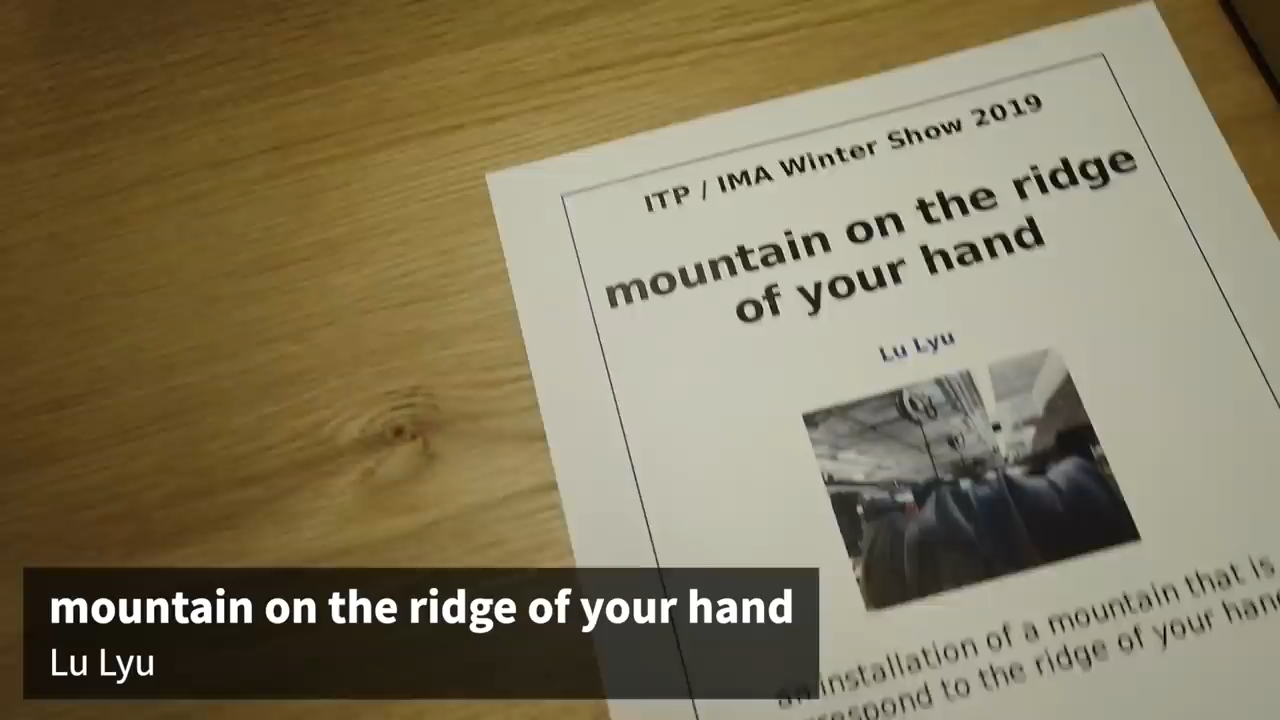 ITP / IMA Winter Show 2019
mountain on the ridge
of your hand
Lu Lyu
an installation of a mountain that is
respond to the ridge of your hand
mountain on the ridge of your hand
Lu Lyu